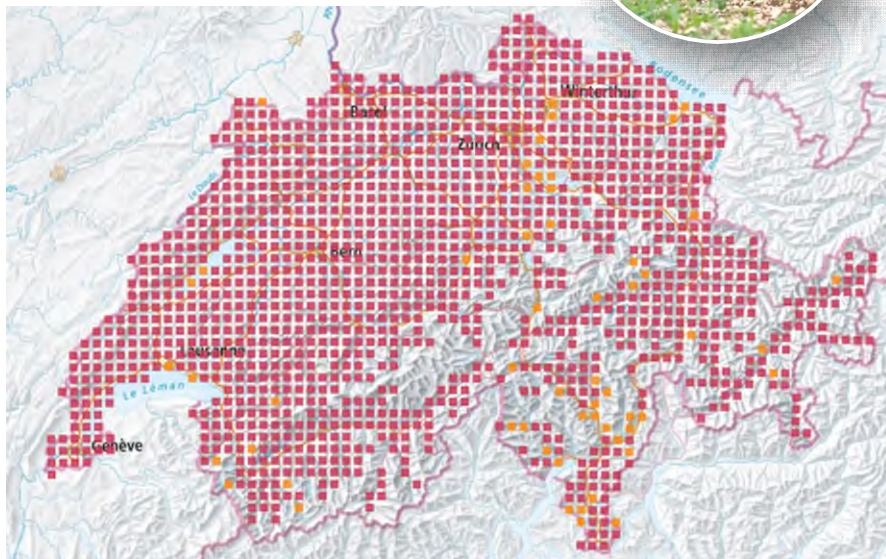 Bodensee
Winterthur
Basel
Zürich
Le Doubs
Bern
Lausanne
Le Léman
Genève